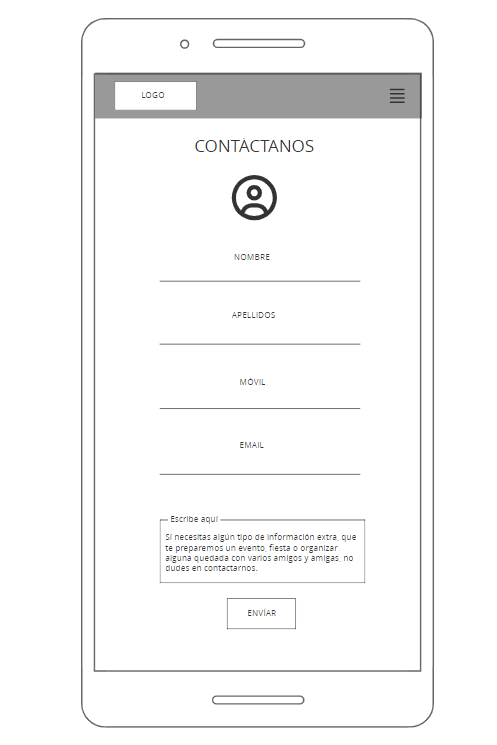 LOGO
CONTÁCTANOS
NOMBRE
APELLIDOS
MÓVIL
EMAIL
Escribe aquí
Si necesitas algún tipo de información extra, que
te preparemos un evento, fiesta o organizar
alguna quedada con varios amigos y amigas, no
dudes en contactarnos.
ENVÍAR